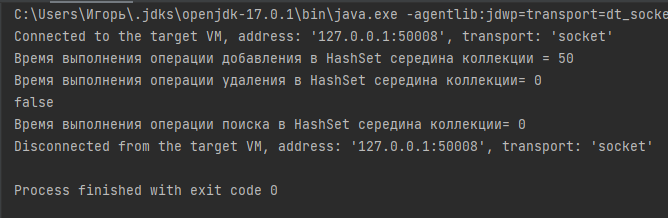 C:\Users\Игорь\.jdks\openjdk-17.0.1\bin\java.exe -agentlib:jdwp=transport=dt_socke
Connected to the target VM, address: '127.0.0.1:50008', transport: 'socket'
Время выполнения операции добавления в HashSet середина коллекции = 50
Время выполнения операции удаления в HashSet середина коллекции= 0
false
Время выполнения операции поиска в HashSet середина коллекции= 0
Disconnected from the target VM, address: '127.0.0.1:50008', transport: 'socket'
Process finished with exit code 0